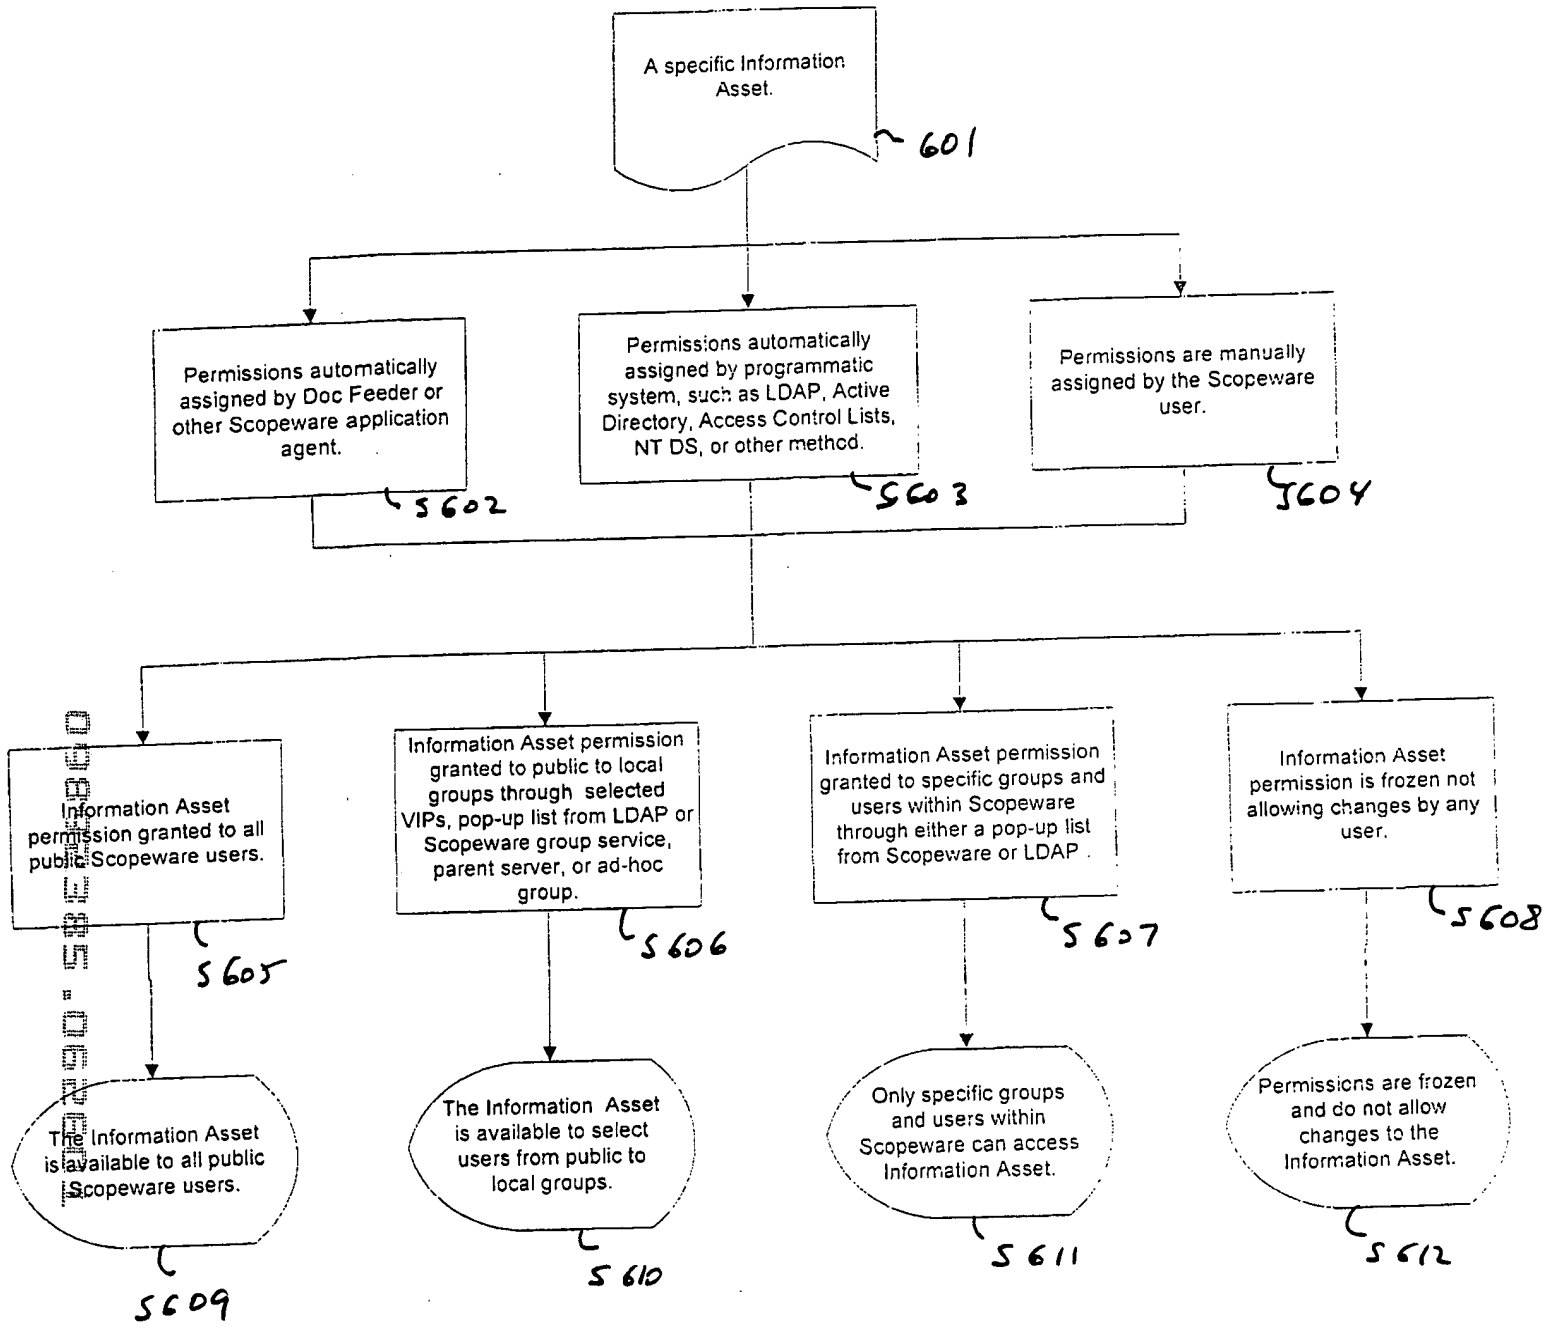 A specific Information
Asset.
601
Permissions automatically
assigned by Doc Feeder or
other Scopeware application
agent.
S602
Permissions automatically
assigned by programmatic
system, such as LDAP, Active
Directory, Access Control Lists,
NT DS, or other method.
S603
Permissions are manually
assigned by the Scopeware
user.
S604
Information Asset
permission granted to all
public Scopeware users.
S605
Information Asset permission
granted to public to local
groups through selected
VIPs, pop-up list from LDAP or
Scopeware group service,
parent server, or ad-hoc
group.
S606
Information Asset permission
granted to specific groups and
users within Scopeware
through either a pop-up list
from Scopeware or LDAP .
S607
Information Asset
permission is frozen not
allowing changes by any
user.
S608
The Information Asset
is available to all public
Scopeware users.
S609
The Information Asset
is available to select
users from public to
local groups.
S610
Only specific groups
and users within
Scopeware can access
Information Asset.
S611
Permissions are frozen
and do not allow
changes to the
Information Asset.
S612